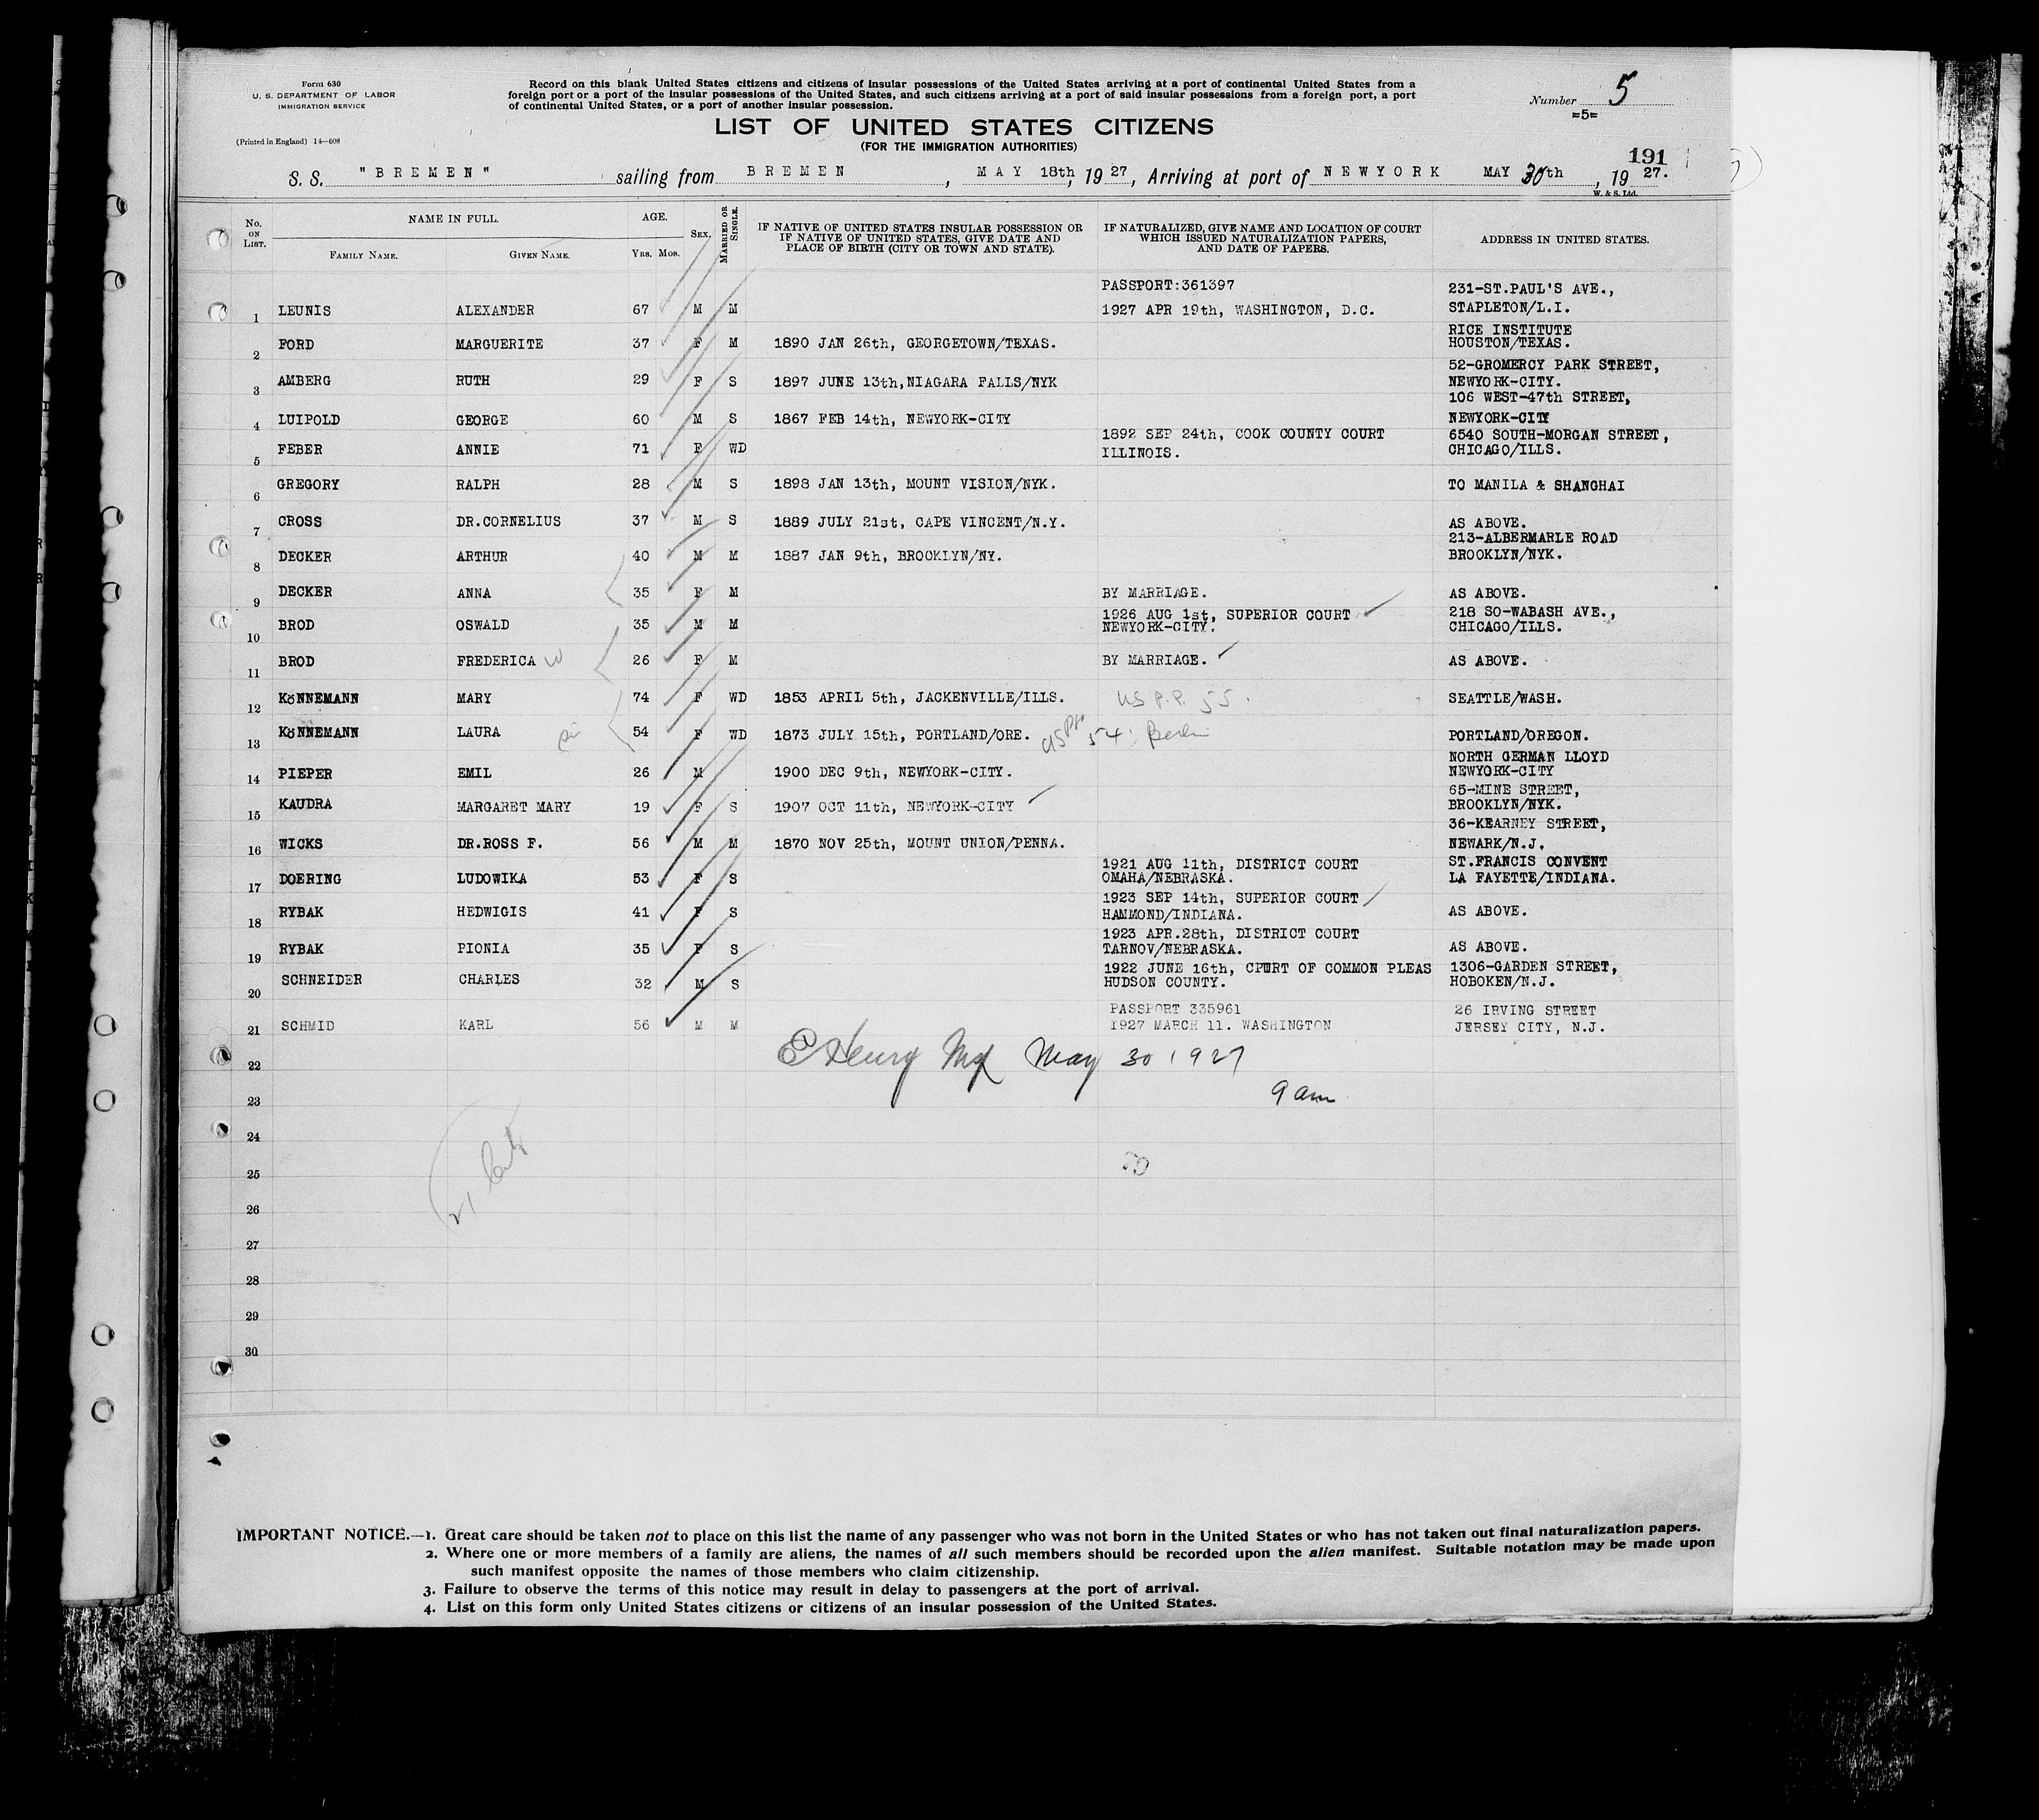 Form 630
U. S. DEPARTMENT OF LABOR
IMMIGRATION SERVICE
(Printed in England) 14—608
Record on this blank United States citizens and citizens of insular possessions of the United States arriving at a port of continental United States from a
foreign port or a port of the insular possessions of the United States, and such citizens arriving at a port of said insular possessions from a foreign port, a port
of continental United States, or a port of another insular possession.
Number 5
=5=
LIST OF UNITED STATES CITIZENS
(FOR THE IMMIGRATION AUTHORITIES)
191
S. S. "BREMEN" sailing from BREMEN, MAY 18th, 1927, Arriving at port of NEWYORK MAY 30th, 1927.
W. & S. Ltd.
No. ON LIST. NAME IN FULL. FAMILY NAME. GIVEN NAME. AGE. YRS. MOS. SEX. MARRIED OR SINGLE. IF NATIVE OF UNITED STATES INSULAR POSSESSION OR IF NATIVE OF UNITED STATES, GIVE DATE AND PLACE OF BIRTH (CITY OR TOWN AND STATE). IF NATURALIZED, GIVE NAME AND LOCATION OF COURT WHICH ISSUED NATURALIZATION PAPERS, AND DATE OF PAPERS. ADDRESS IN UNITED STATES.
PASSPORT:361397 231-ST.PAUL'S AVE.,
1 LEUNIS ALEXANDER 67 M M 1927 APR 19th, WASHINGTON, D.C. STAPLETON/L.I.
RICE INSTITUTE
2 FORD MARGUERITE 37 F M 1890 JAN 26th, GEORGETOWN/TEXAS. HOUSTON/TEXAS.
52-GROMERCY PARK STREET,
3 AMBERG RUTH 29 F S 1897 JUNE 13th,NIAGARA FALLS/NYK NEWYORK-CITY.
106 WEST-47th STREET,
4 LUIPOLD GEORGE 60 M S 1867 FEB 14th, NEWYORK-CITY NEWYORK-CITY
1892 SEP 24th, COOK COUNTY COURT 6540 SOUTH-MORGAN STREET,
5 FEBER ANNIE 71 F WD ILLINOIS. CHICAGO/ILLS.
6 GREGORY RALPH 28 M S 1898 JAN 13th, MOUNT VISION/NYK. TO MANILA & SHANGHAI
7 CROSS DR.CORNELIUS 37 M S 1889 JULY 21st, CAPE VINCENT/N.Y. AS ABOVE.
213-ALBERMARLE ROAD
8 DECKER ARTHUR 40 M M 1887 JAN 9th, BROOKLYN/NY. BROOKLYN/NYK.
9 DECKER ANNA 35 F M BY MARRIAGE. AS ABOVE.
1926 AUG 1st, SUPERIOR COURT 218 SO-WABASH AVE.,
10 BROD OSWALD 35 M M NEWYORK-CITY. CHICAGO/ILLS.
11 BROD FREDERICA W 26 F M BY MARRIAGE. AS ABOVE.
12 KöNNEMANN MARY 74 F WD 1853 APRIL 5th, JACKENVILLE/ILLS. US P.P. 55. SEATTLE/WASH.
13 KöNNEMANN LAURA 54 F WD 1873 JULY 15th, PORTLAND/ORE. US PP 54 Berlin PORTLAND/OREGON.
NORTH GERMAN LLOYD
14 PIEPER EMIL 26 M 1900 DEC 9th, NEWYORK-CITY. NEWYORK-CITY
65-MINE STREET,
15 KAUDRA MARGARET MARY 19 F S 1907 OCT 11th, NEWYORK-CITY BROOKLYN/NYK.
36-KEARNEY STREET,
16 WICKS DR.ROSS F. 56 M M 1870 NOV 25th, MOUNT UNION/PENNA. NEWARK/N.J.
1921 AUG 11th, DISTRICT COURT ST.FRANCIS CONVENT
17 DOERING LUDOWIKA 53 F S OMAHA/NEBRASKA. LA FAYETTE/INDIANA.
1923 SEP 14th, SUPERIOR COURT
18 RYBAK HEDWIGIS 41 F S HAMMOND/INDIANA. AS ABOVE.
1923 APR.28th, DISTRICT COURT
19 RYBAK PIONIA 35 F S TARNOV/NEBRASKA. AS ABOVE.
1922 JUNE 16th, CPURT OF COMMON PLEAS 1306-GARDEN STREET,
20 SCHNEIDER CHARLES 32 M S HUDSON COUNTY. HOBOKEN/N.J.
PASSPORT 335961 26 IRVING STREET
21 SCHMID KARL 56 M M 1927 MARCH 11. WASHINGTON JERSEY CITY, N.J.
22 Henry May 30 1927
23 9 am
24
25
26
27
28
29
30
IMPORTANT NOTICE.—1. Great care should be taken not to place on this list the name of any passenger who was not born in the United States or who has not taken out final naturalization papers.
2. Where one or more members of a family are aliens, the names of all such members should be recorded upon the alien manifest. Suitable notation may be made upon
such manifest opposite the names of those members who claim citizenship.
3. Failure to observe the terms of this notice may result in delay to passengers at the port of arrival.
4. List on this form only United States citizens or citizens of an insular possession of the United States.